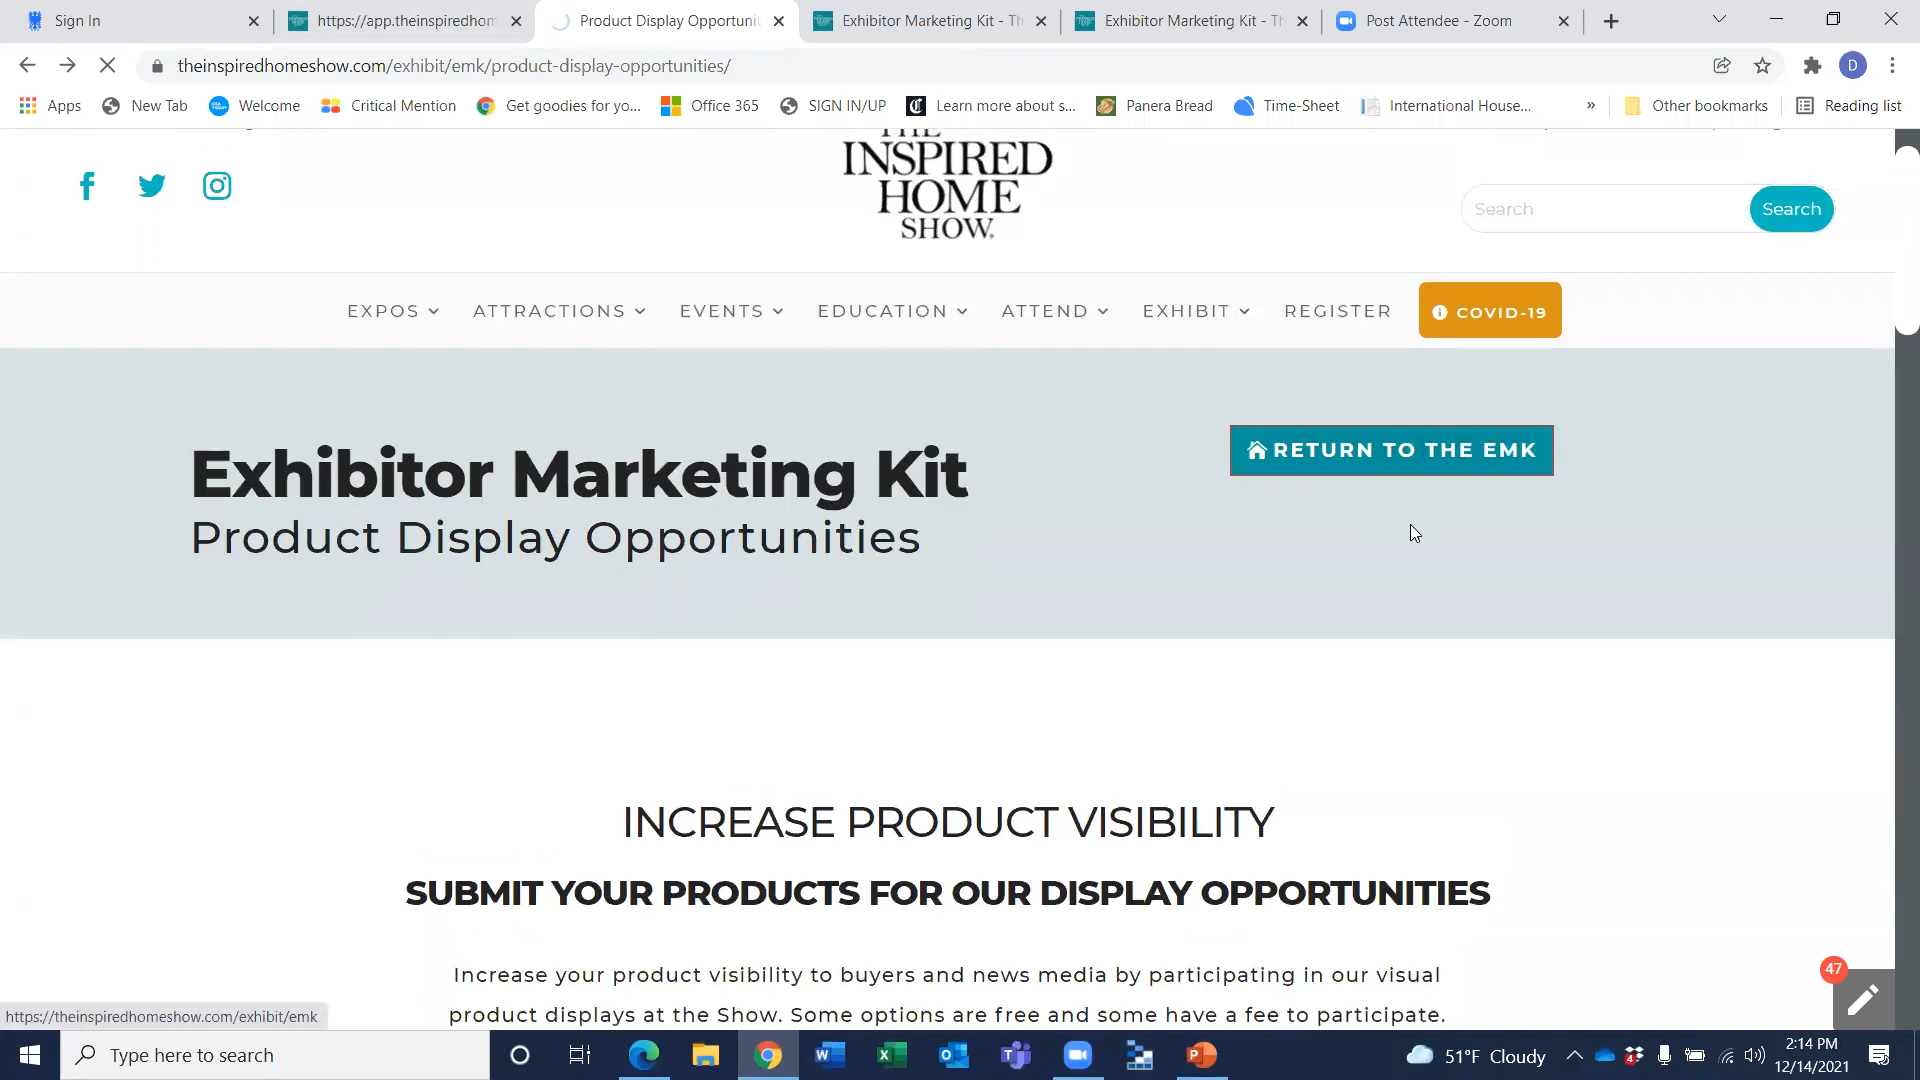 Sign In
https://app.theinspiredhom
Product Display Opportunit
Exhibitor Marketing Kit - Th
Exhibitor Marketing Kit - Th
Post Attendee - Zoom
theinspiredhomeshow.com/exhibit/emk/product-display-opportunities/
D
Apps
New Tab
Welcome
Critical Mention
Get goodies for yo...
Office 365
SIGN IN/UP
Learn more about s...
Panera Bread
Time-Sheet
International House...
»
Other bookmarks
Reading list
THE
INSPIRED
HOME
SHOW®
Search
Search
EXPOS
ATTRACTIONS
EVENTS
EDUCATION
ATTEND
EXHIBIT
REGISTER
COVID-19
Exhibitor Marketing Kit
Product Display Opportunities
RETURN TO THE EMK
INCREASE PRODUCT VISIBILITY
SUBMIT YOUR PRODUCTS FOR OUR DISPLAY OPPORTUNITIES
Increase your product visibility to buyers and news media by participating in our visual
product displays at the Show. Some options are free and some have a fee to participate.
47
https://theinspiredhomeshow.com/exhibit/emk
Type here to search
51°F Cloudy
2:14 PM
12/14/2021